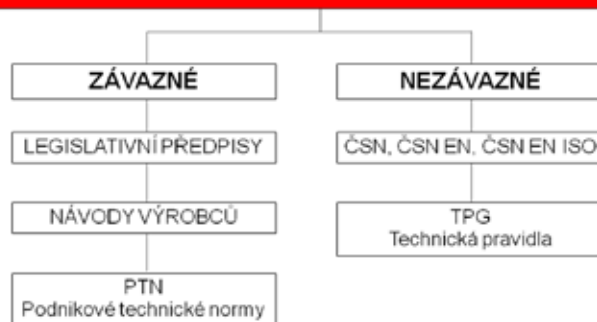 ZÁVAZNÉ
LEGISLATIVNÍ PŘEDPISY
NÁVODY VÝROBCŮ
PTN
Podnikové technické normy
NEZÁVAZNÉ
ČSN, ČSN EN, ČSN EN ISO
TPG
Technická pravidla